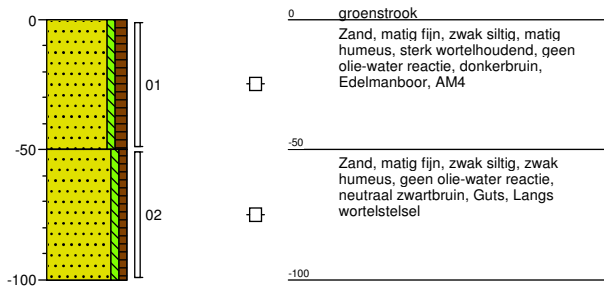 0
01
-50
02
-100
0 groenstrook
Zand, matig fijn, zwak siltig, matig
humeus, sterk wortelhoudend, geen
olie-water reactie, donkerbruin,
Edelmanboor, AM4
-50
Zand, matig fijn, zwak siltig, zwak
humeus, geen olie-water reactie,
neutraal zwartbruin, Guts, Langs
wortelstelsel
-100